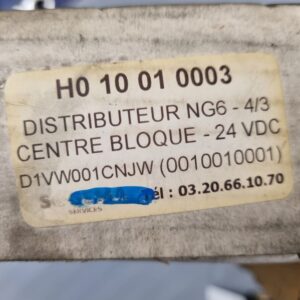 H0 10 01 0003
DISTRIBUTEUR NG6 - 4/3
CENTRE BLOQUE - 24 VDC
D1VW001CNJW (0010010001)
él : 03.20.66.10.70
SERVICES